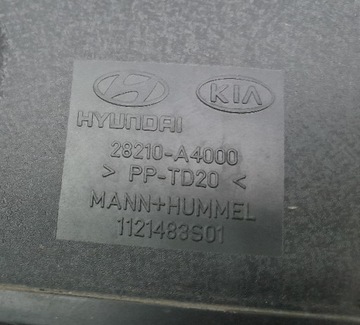 KIA
HYUNDAI
28210-A4000
> PP-TD20 <
MANN+HUMMEL
1121483S01